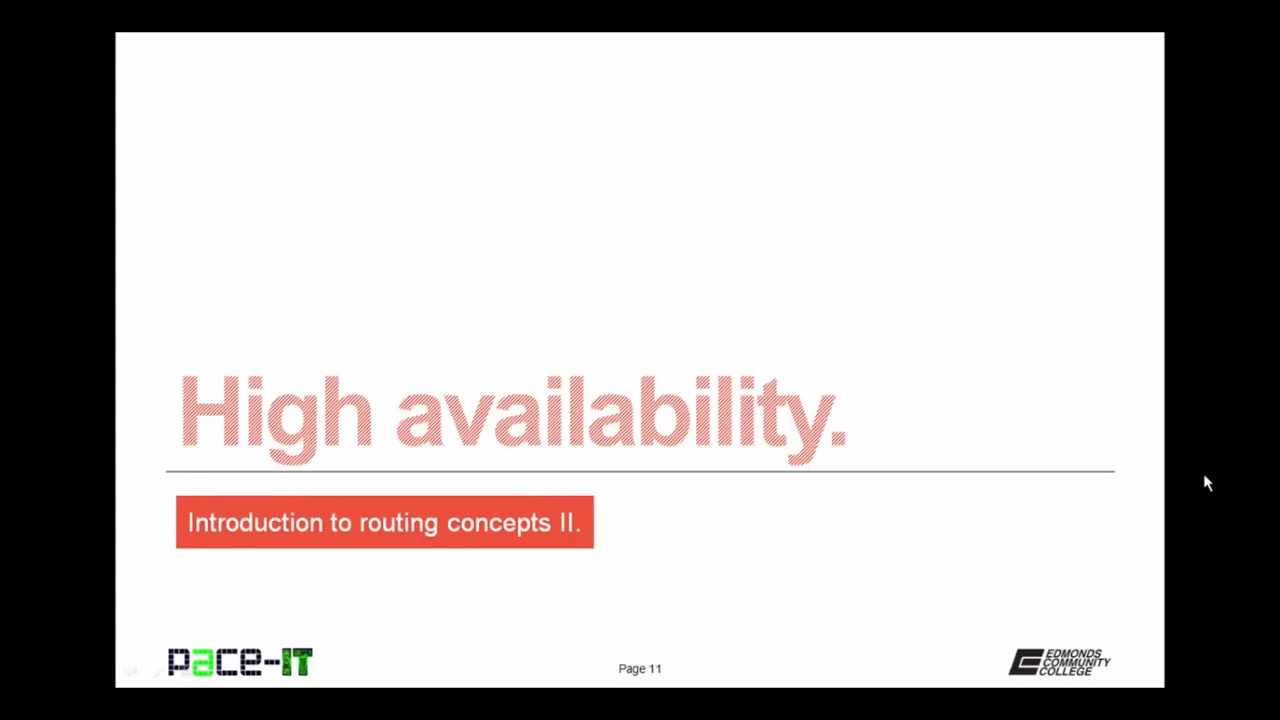 High availability.
Introduction to routing concepts II.
pace-IT
Page 11
EDMONDS
COMMUNITY
COLLEGE